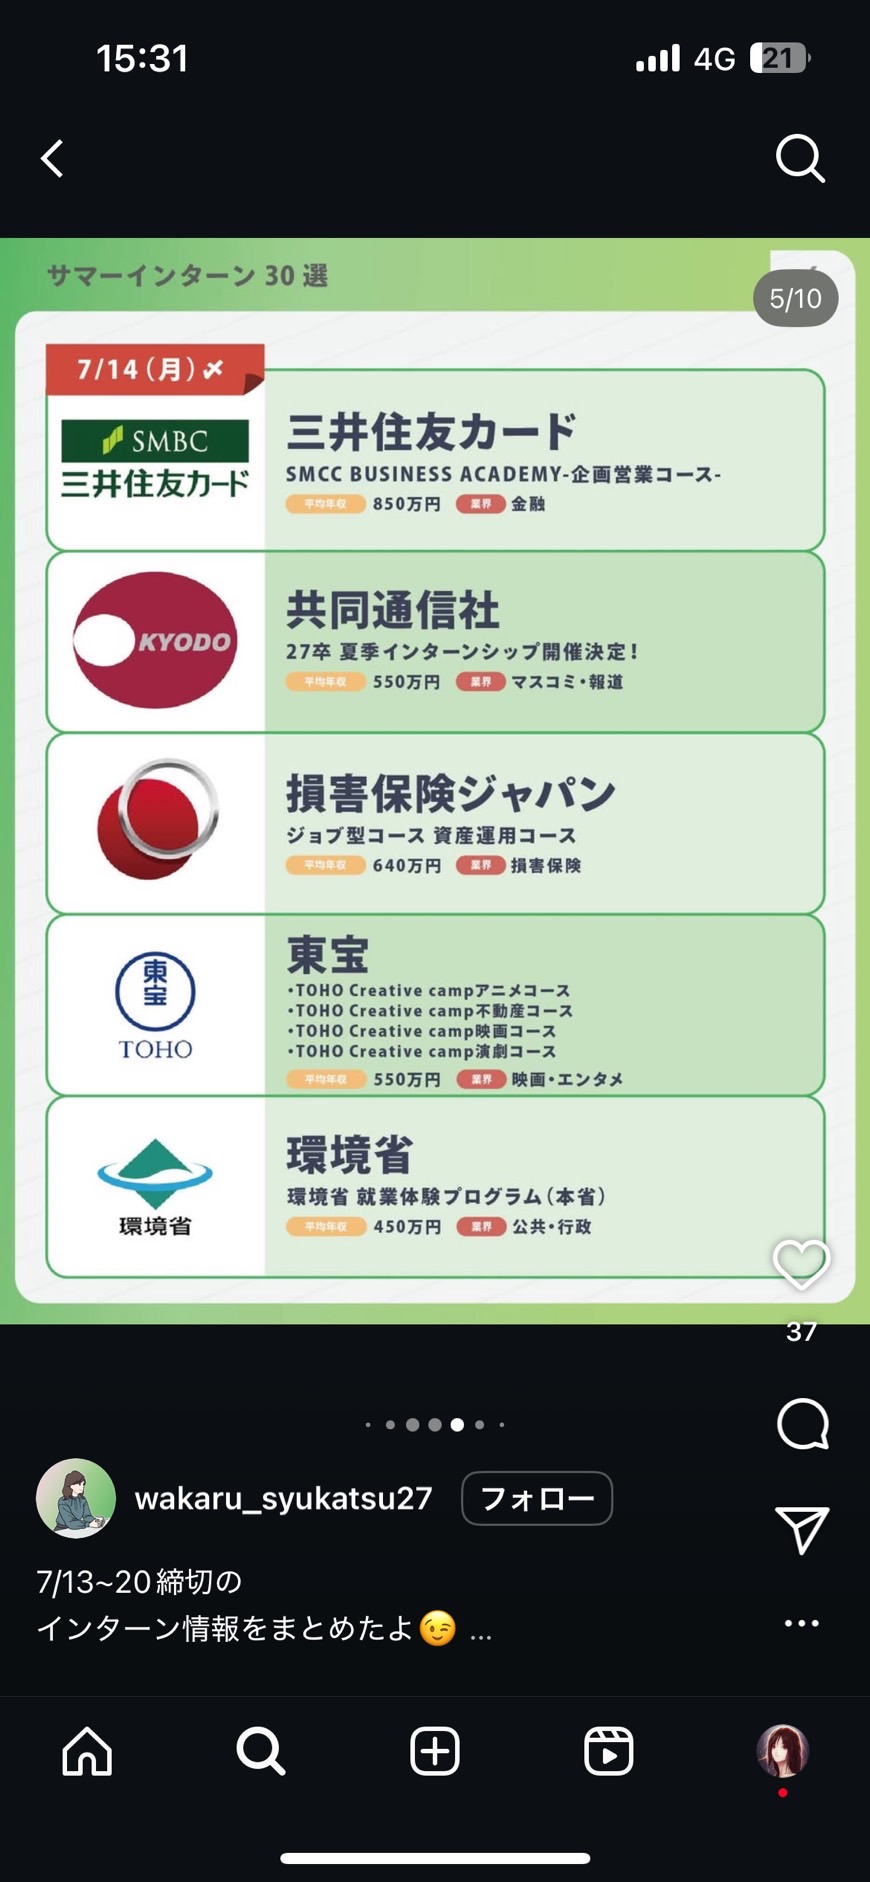 15:31
4G
21
サマーインターン 30 選
5/10
7/14(月)〆
SMBC
三井住友カード
三井住友カード
SMCC BUSINESS ACADEMY-企画営業コース-
平均年収 850万円 業界 金融
KYODO
共同通信社
27卒 夏季インターンシップ開催決定!
平均年収 550万円 業界 マスコミ・報道
損害保険ジャパン
ジョブ型コース 資産運用コース
平均年収 640万円 業界 損害保険
東宝
TOHO
東宝
・TOHO Creative campアニメコース
・TOHO Creative camp不動産コース
・TOHO Creative camp映画コース
・TOHO Creative camp演劇コース
平均年収 550万円 業界 映画・エンタメ
環境省
環境省
環境省 就業体験プログラム(本省)
平均年収 450万円 業界 公共・行政
37
wakaru_syukatsu27
フォロー
7/13~20締切の
インターン情報をまとめたよ😉 ...